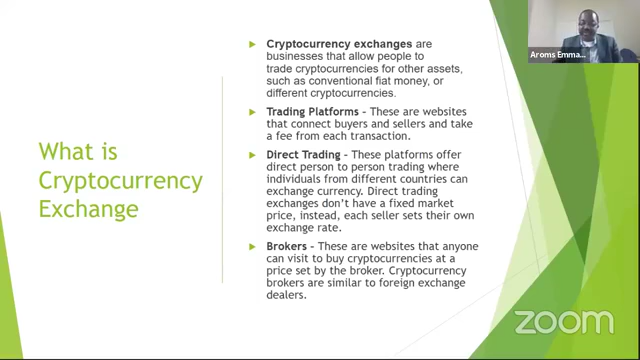 What is
Cryptocurrency
Exchange
Cryptocurrency exchanges are
businesses that allow people to
trade cryptocurrencies for other assets,
such as conventional fiat money, or
different cryptocurrencies.
Trading Platforms – These are websites
that connect buyers and sellers and take
a fee from each transaction.
Direct Trading – These platforms offer
direct person to person trading where
individuals from different countries can
exchange currency. Direct trading
exchanges don't have a fixed market
price, instead, each seller sets their own
exchange rate.
Brokers – These are websites that anyone
can visit to buy cryptocurrencies at a
price set by the broker. Cryptocurrency
brokers are similar to foreign exchange
dealers.
Aroms Emma...
zoom